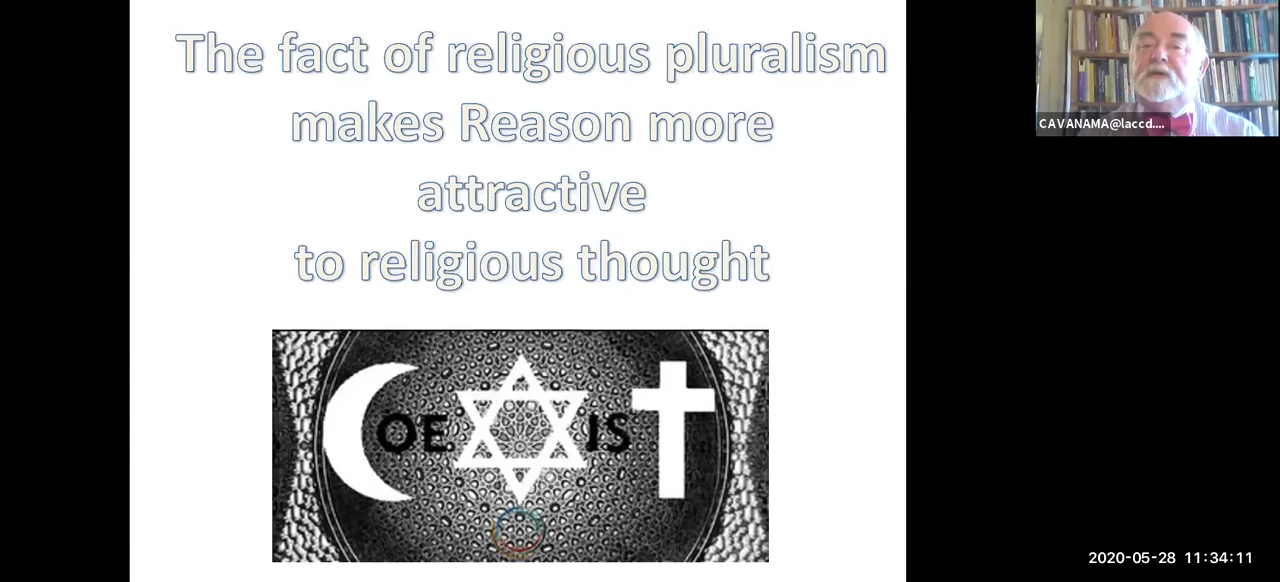 The fact of religious pluralism
makes Reason more
attractive
to religious thought
OE IS
CAVANAMA@laccd....
2020-05-28 11:34:11